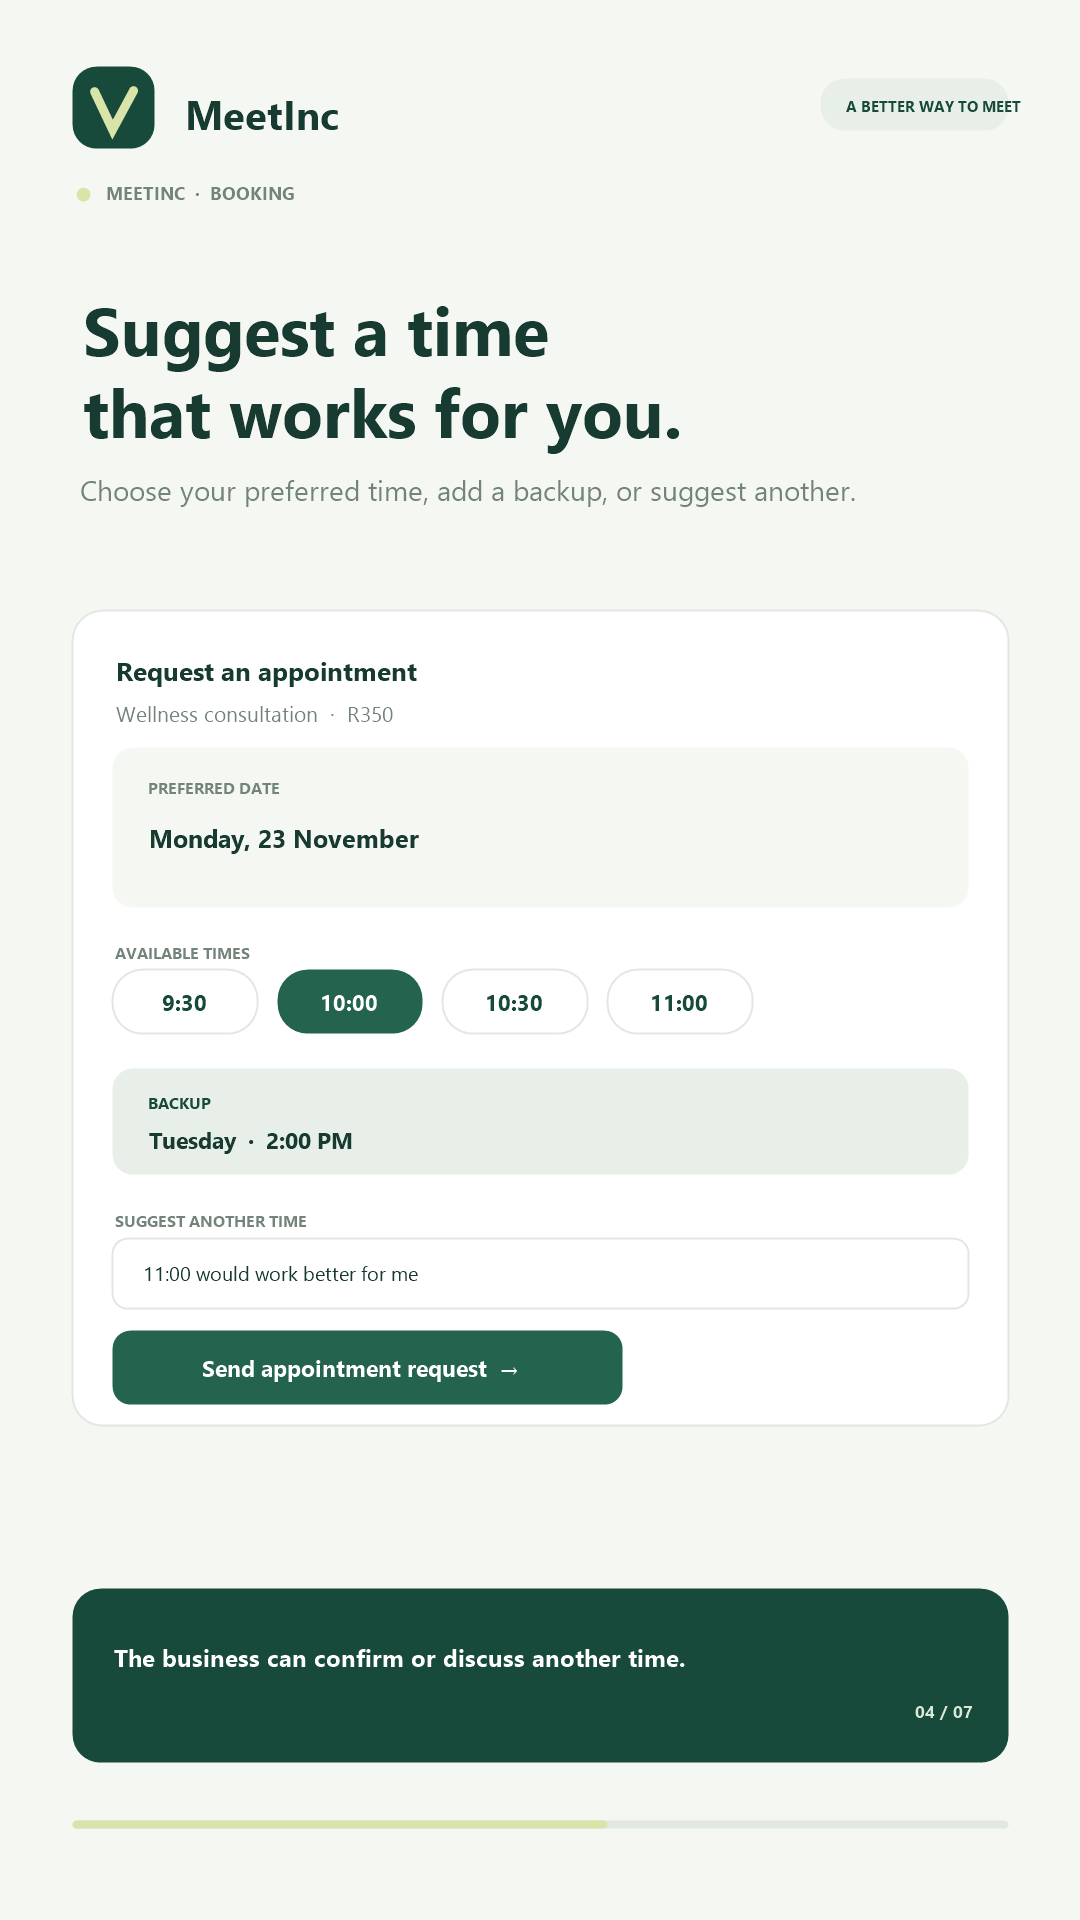 MeetInc
A BETTER WAY TO MEET
MEETINC · BOOKING
Suggest a time
that works for you.
Choose your preferred time, add a backup, or suggest another.
Request an appointment
Wellness consultation · R350
PREFERRED DATE
Monday, 23 November
AVAILABLE TIMES
9:30 10:00 10:30 11:00
BACKUP
Tuesday · 2:00 PM
SUGGEST ANOTHER TIME
11:00 would work better for me
Send appointment request →
The business can confirm or discuss another time.
04 / 07